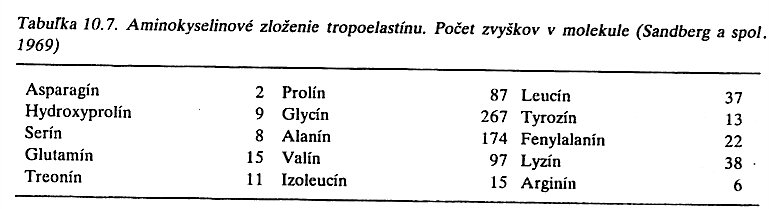 Tabuľka 10.7. Aminokyselinové zloženie tropoelastínu. Počet zvyškov v molekule (Sandberg a spol.
1969)
Asparagín 2 Prolín 87 Leucín 37
Hydroxyprolín 9 Glycín 267 Tyrozín 13
Serín 8 Alanín 174 Fenylalanín 22
Glutamín 15 Valín 97 Lyzín 38
Treonín 11 Izoleucín 15 Arginín 6